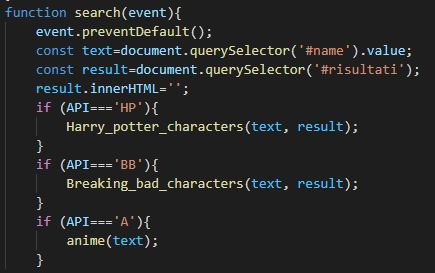 function search(event){
    event.preventDefault();
    const text=document.querySelector('#name').value;
    const result=document.querySelector('#risultati');
    result.innerHTML='';
    if (API==='HP'){
        Harry_potter_characters(text, result);
    }
    if (API==='BB'){
        Breaking_bad_characters(text, result);
    }
    if (API==='A'){
        anime(text);
    }